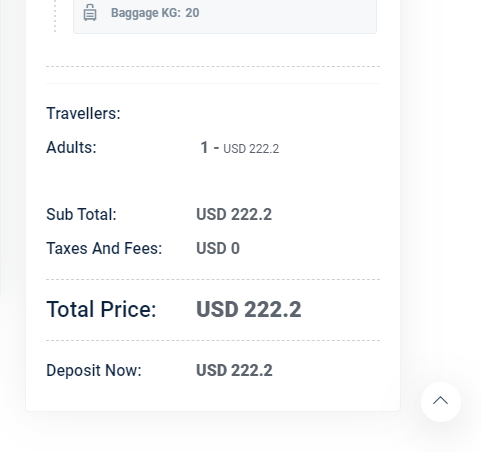 Baggage KG: 20
Travellers:
Adults: 1 - USD 222.2
Sub Total: USD 222.2
Taxes And Fees: USD 0
Total Price: USD 222.2
Deposit Now: USD 222.2